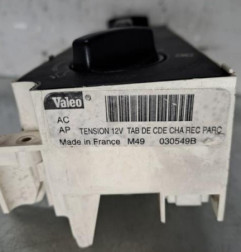 Valeo
AC
AP TENSION 12V TAB DE CDE CHA REC PARC
Made in France M49 030549B